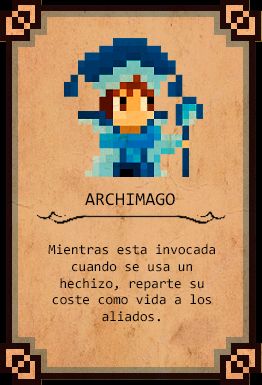 ARCHIMAGO
Mientras esta invocada
cuando se usa un
hechizo, reparte su
coste como vida a los
aliados.